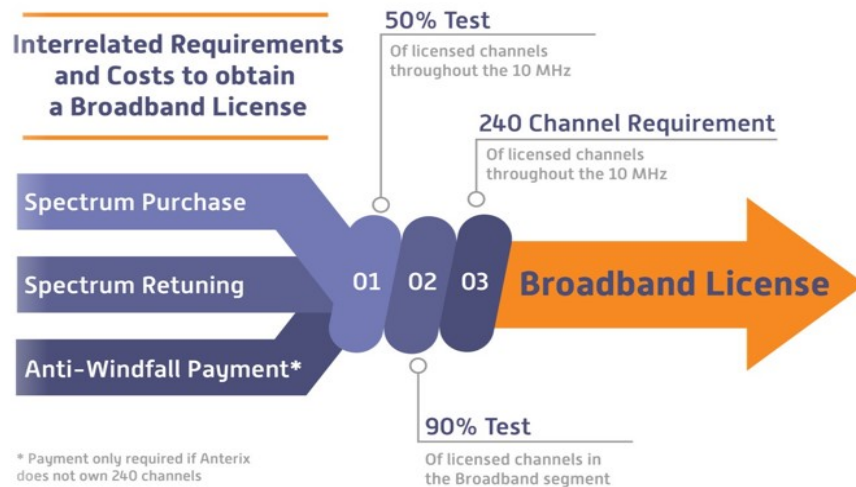 Interrelated Requirements
and Costs to obtain
a Broadband License
50% Test
Of licensed channels
throughout the 10 MHz
240 Channel Requirement
Of licensed channels
throughout the 10 MHz
Spectrum Purchase
Spectrum Retuning
Anti-Windfall Payment*
01
02
03
Broadband License
90% Test
Of licensed channels in
the Broadband segment
* Payment only required if Anterix
does not own 240 channels